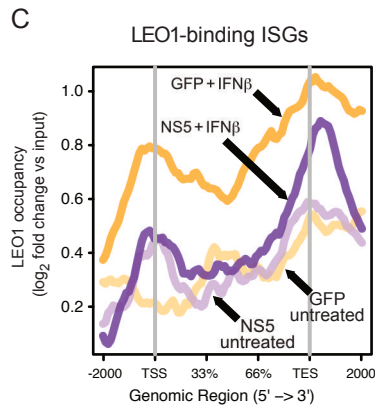 C
LEO1-binding ISGs
GFP + IFNβ
NS5 + IFNβ
GFP
untreated
NS5
untreated
LEO1 occupancy
(log2 fold change vs input)
1.0
0.8
0.6
0.4
0.2
-2000 TSS 33% 66% TES 2000
Genomic Region (5' -> 3')